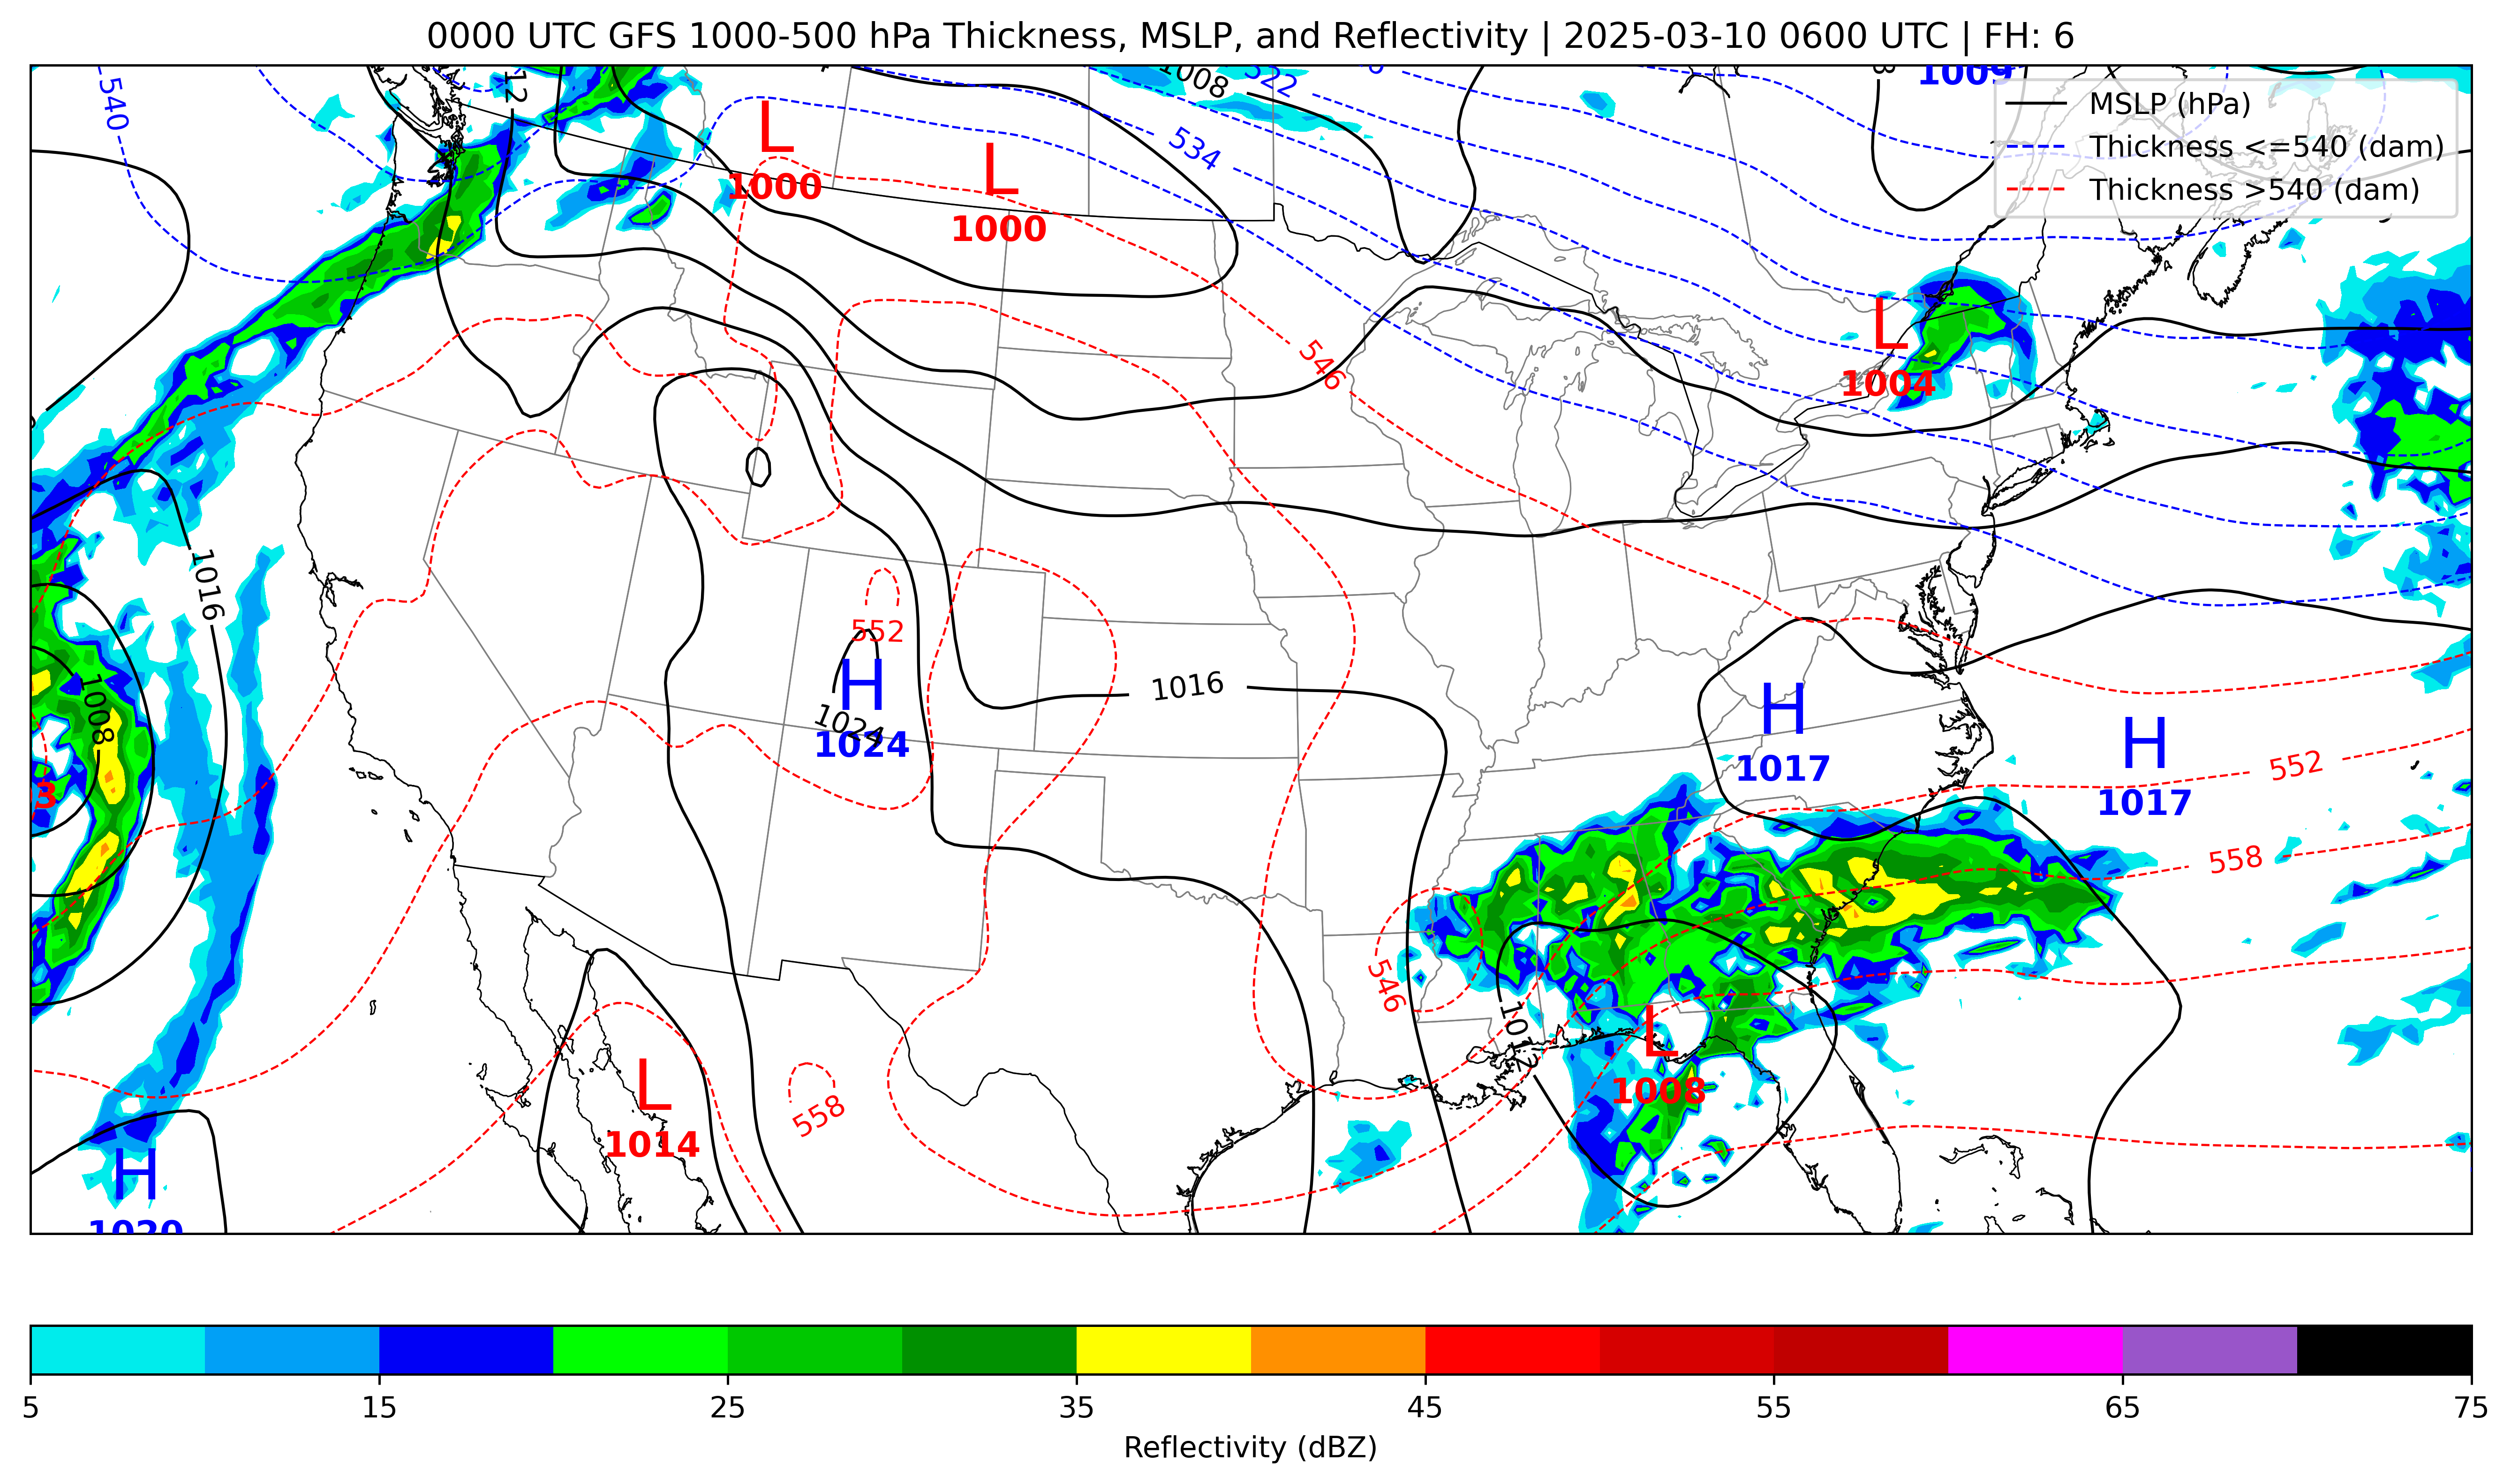 0000 UTC GFS 1000-500 hPa Thickness, MSLP, and Reflectivity | 2025-03-10 0600 UTC | FH: 6
MSLP (hPa)
Thickness <=540 (dam)
Thickness >540 (dam)
540
12
1008
522
1009
534
L
1000
L
1000
L
1004
546
1016
1008
3
552
H
1024
1024
1016
H
1017
H
1017
552
558
546
1012
L
1008
L
1014
558
H
1020
5 15 25 35 45 55 65 75
Reflectivity (dBZ)